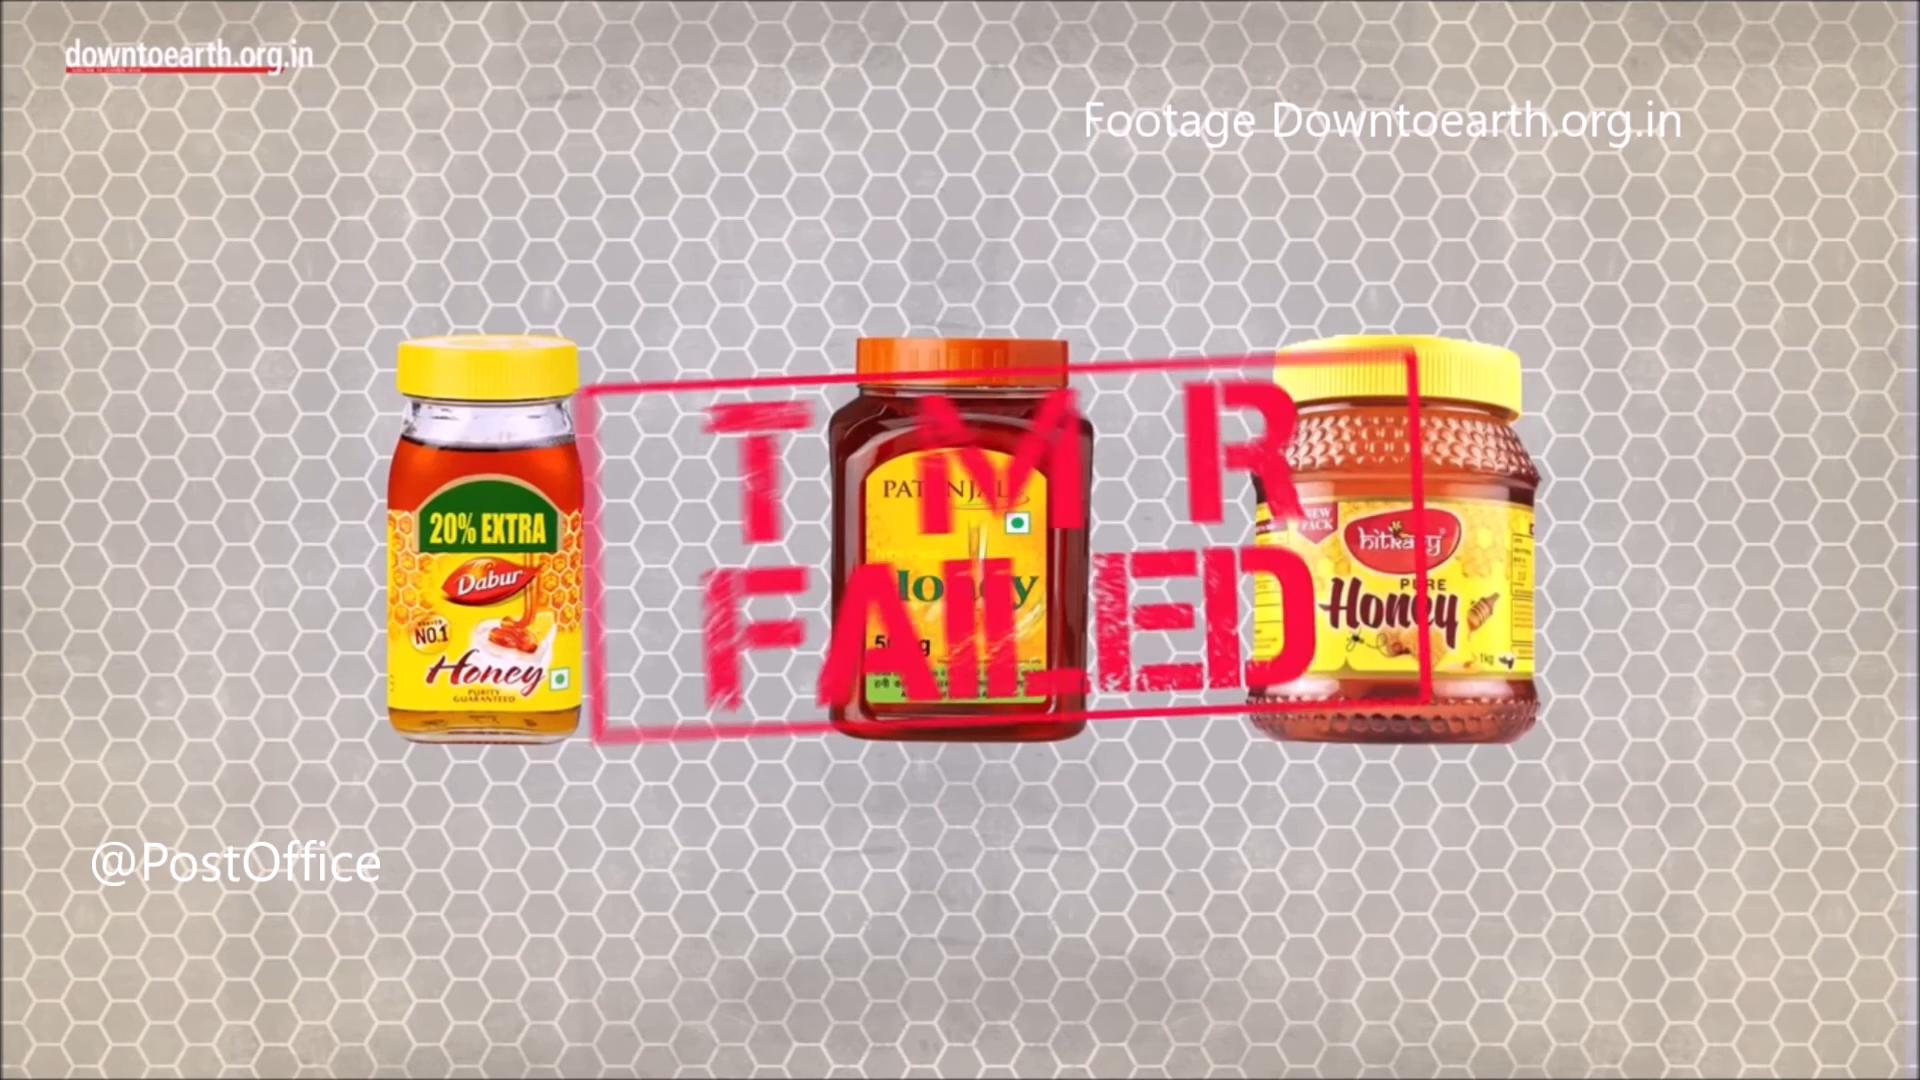 downtoearth.org.in
Footage Downtoearth.org.in
T M R
FAILED
20% EXTRA
Dabur
NO.1
Honey
PURITY
GUARANTEED
Honey
NEW
PACK
hitkary
PURE
Honey
1kg
@PostOffice